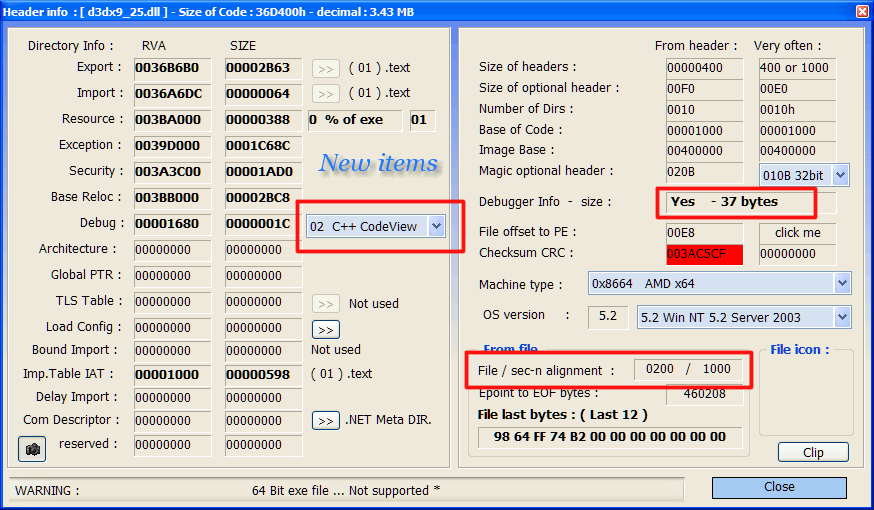 Header info : [ d3dx9_25.dll ] - Size of Code : 36D400h - decimal : 3.43 MB
Directory Info : RVA SIZE
Export : 0036B6B0 00002B63 >> ( 01 ) .text
Import : 0036A6DC 00000064 >> ( 01 ) .text
Resource : 003BA000 00000388 0 % of exe 01
Exception : 0039D000 0001C68C
New items
Security : 003A3C00 00001AD0
Base Reloc : 003BB000 00002BC8
Debug : 00001680 0000001C 02 C++ CodeView
Architecture : 00000000 00000000
Global PTR : 00000000 00000000
TLS Table : 00000000 00000000 >> Not used
Load Config : 00000000 00000000 >>
Bound Import : 00000000 00000000 Not used
Imp.Table IAT : 00001000 00000598 ( 01 ) .text
Delay Import : 00000000 00000000
Com Descriptor : 00000000 00000000 >> .NET Meta DIR.
reserved : 00000000 00000000
From header : Very often :
Size of headers : 00000400 400 or 1000
Size of optional header : 00F0 00E0
Number of Dirs : 0010 0010h
Base of Code : 00001000 00001000
Image Base : 00400000 00400000
Magic optional header : 020B 010B 32bit
Debugger Info - size : Yes - 37 bytes
File offset to PE : 00E8 click me
Checksum CRC : 003AC5CF 00000000
Machine type : 0x8664 AMD x64
OS version : 5.2 5.2 Win NT 5.2 Server 2003
From file
File / sec-n alignment : 0200 / 1000
Epoint to EOF bytes : 460208
File last bytes : ( Last 12 )
98 64 FF 74 B2 00 00 00 00 00 00 00
File icon :
Clip
WARNING : 64 Bit exe file ... Not supported *
Close